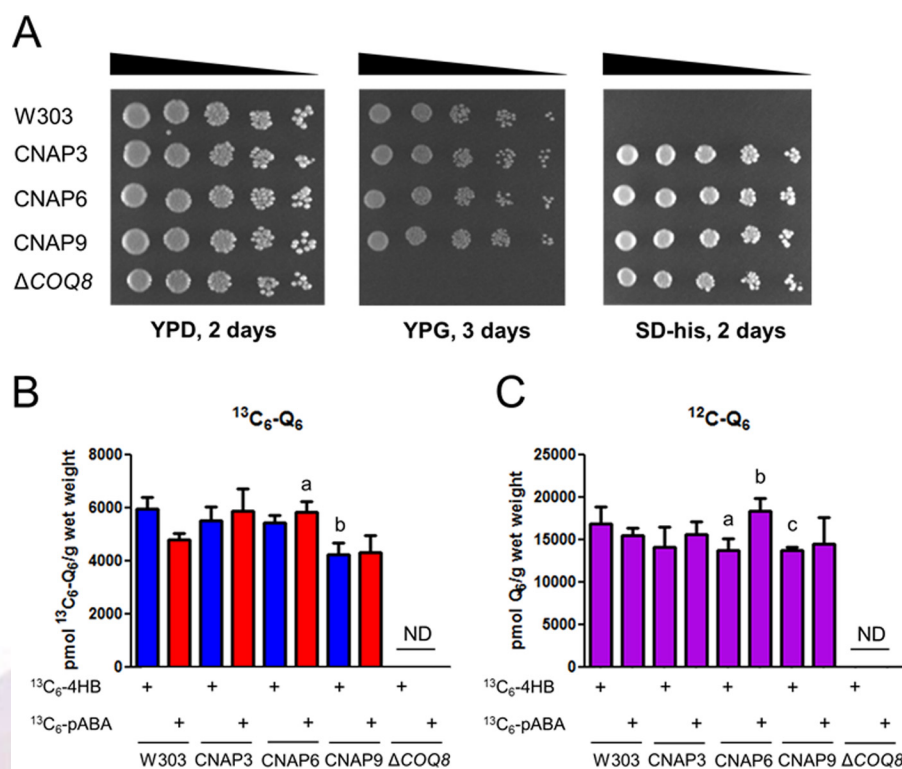 A
W303
CNAP3
CNAP6
CNAP9
ΔCOQ8
YPD, 2 days
YPG, 3 days
SD-his, 2 days
B
¹³C₆-Q₆
pmol ¹³C₆-Q₆/g wet weight
8000
6000
4000
2000
0
a
b
ND
¹³C₆-4HB + + + + +
¹³C₆-pABA + + + + +
W303 CNAP3 CNAP6 CNAP9 ΔCOQ8
C
¹²C-Q₆
pmol Q₆/g wet weight
25000
20000
15000
10000
5000
0
a
b
c
ND
¹³C₆-4HB + + + + +
¹³C₆-pABA + + + + +
W303 CNAP3 CNAP6 CNAP9 ΔCOQ8